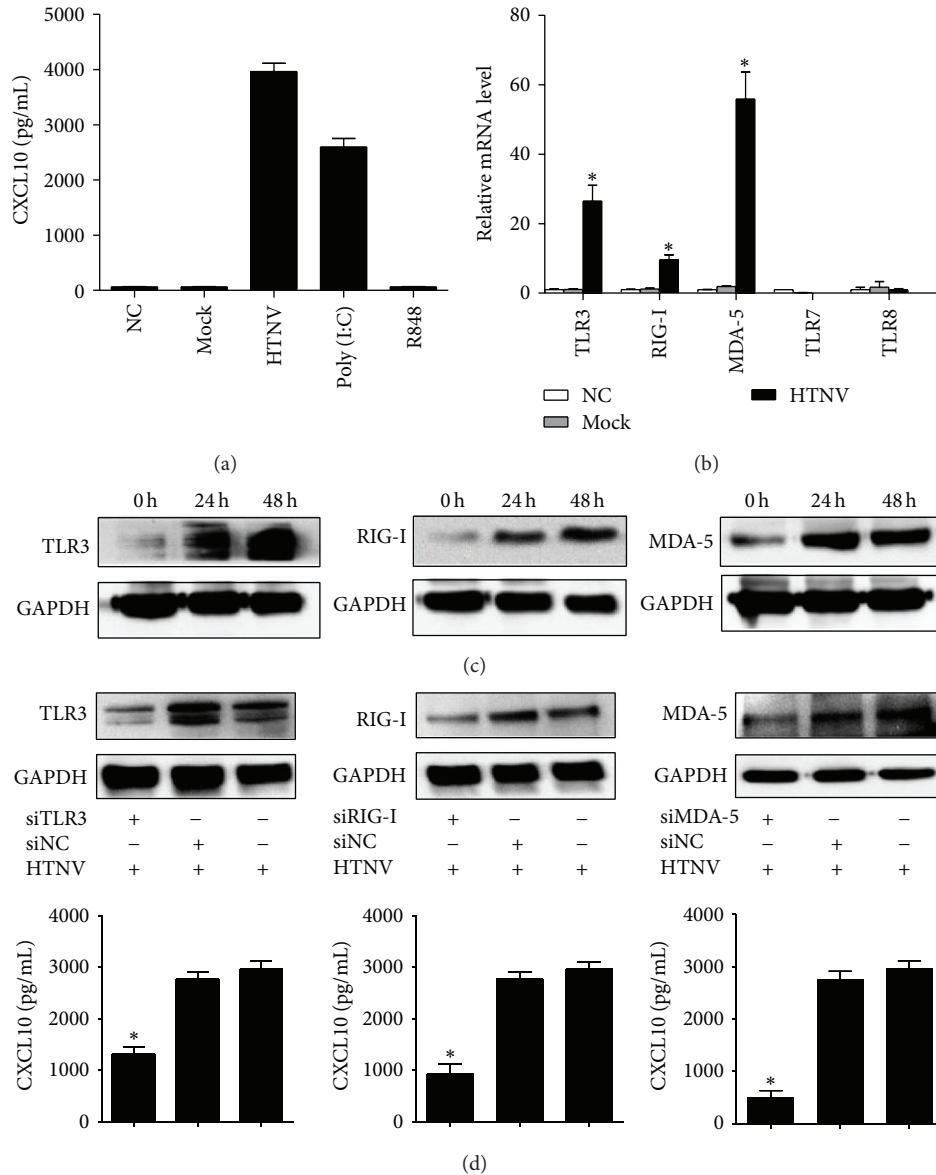 5000
4000
3000
2000
1000
0
CXCL10 (pg/mL)
NC
Mock
HTNV
Poly (I:C)
R848
(a)
80
60
40
20
0
Relative mRNA level
*
*
*
TLR3
RIG-I
MDA-5
TLR7
TLR8
NC
Mock
HTNV
(b)
0 h 24 h 48 h
TLR3
GAPDH
0 h 24 h 48 h
RIG-I
GAPDH
0 h 24 h 48 h
MDA-5
GAPDH
(c)
TLR3
GAPDH
siTLR3 + − −
siNC − + −
HTNV + + +
RIG-I
GAPDH
siRIG-I + − −
siNC − + −
HTNV + + +
MDA-5
GAPDH
siMDA-5 + − −
siNC − + −
HTNV + + +
4000
3000
2000
1000
0
CXCL10 (pg/mL)
*
4000
3000
2000
1000
0
CXCL10 (pg/mL)
*
4000
3000
2000
1000
0
CXCL10 (pg/mL)
*
(d)